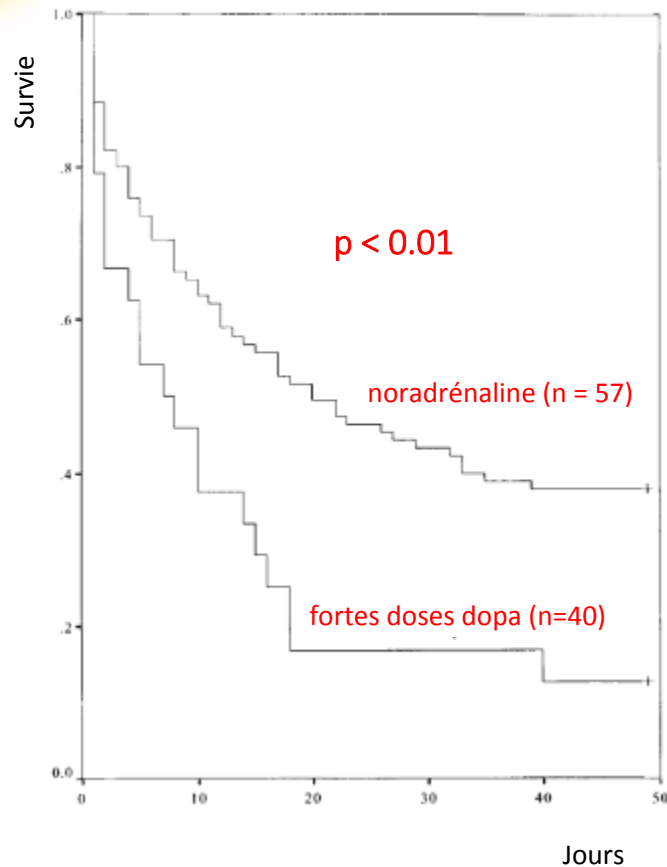 Survie
1.0
.8
p < 0.01
.6
noradrénaline (n = 57)
.4
fortes doses dopa (n=40)
.2
0.0
0 10 20 30 40 50
Jours